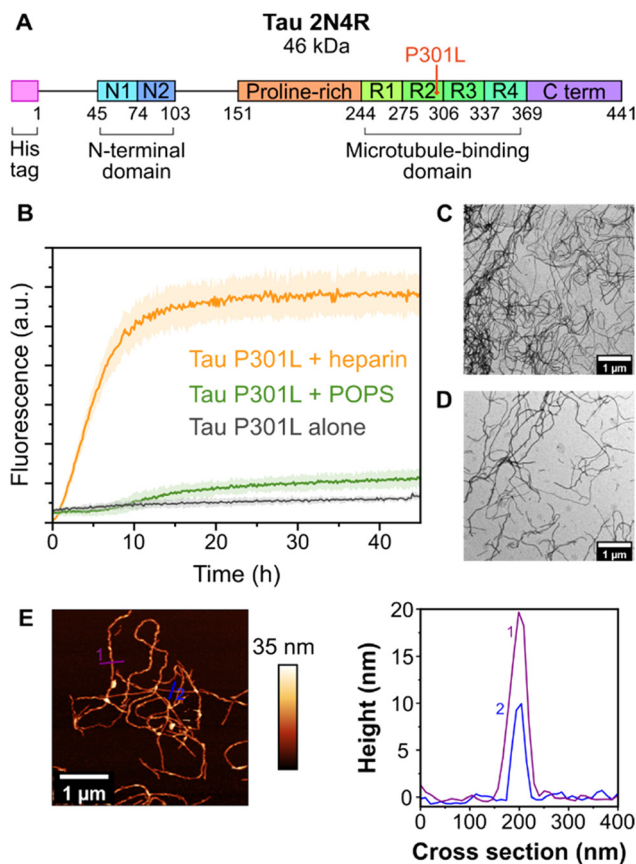 A
Tau 2N4R
46 kDa
P301L
N1 N2 Proline-rich R1 R2 R3 R4 C term
1 45 74 103 151 244 275 306 337 369 441
His tag
N-terminal domain
Microtubule-binding domain
B
Fluorescence (a.u.)
Tau P301L + heparin
Tau P301L + POPS
Tau P301L alone
0 10 20 30 40
Time (h)
C
1 µm
D
1 µm
E
1
2
1 µm
35 nm
Height (nm)
20
15
10
5
0
1
2
0 100 200 300 400
Cross section (nm)